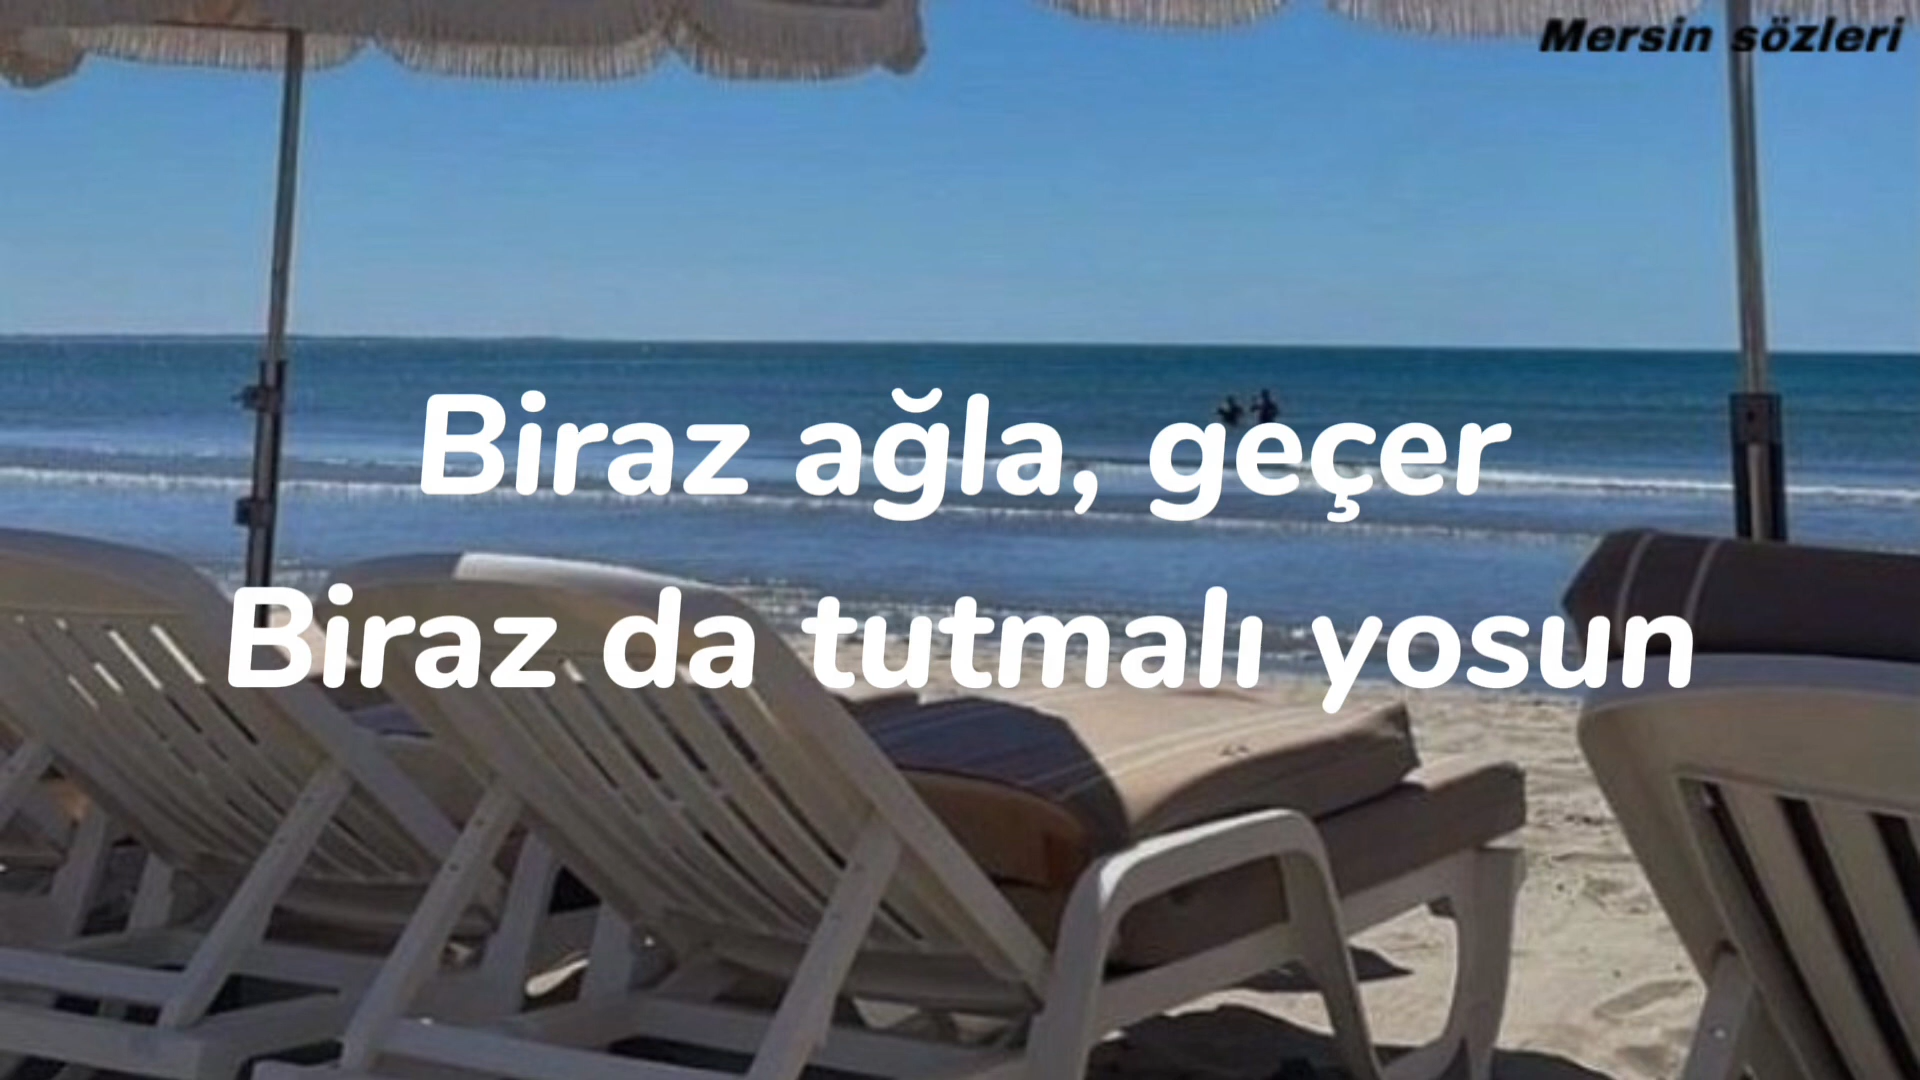 Mersin sözleri
Biraz ağla, geçer
Biraz da tutmalı yosun